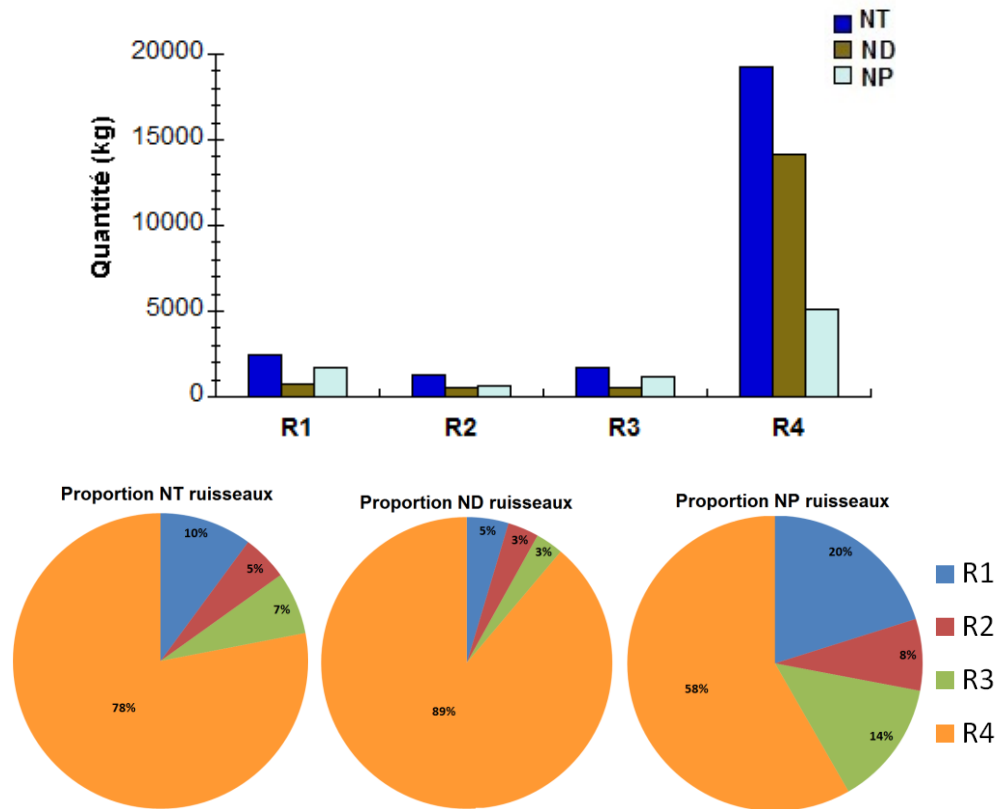 NT
ND
NP
Quantité (kg)
20000
15000
10000
5000
0
R1 R2 R3 R4
Proportion NT ruisseaux
10%
5%
7%
78%
Proportion ND ruisseaux
5%
3%
3%
89%
Proportion NP ruisseaux
20%
8%
14%
58%
R1
R2
R3
R4